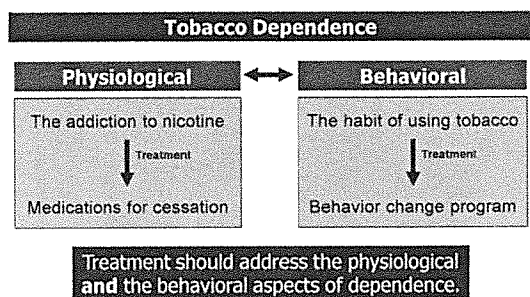 Tobacco Dependence
Physiological
Behavioral
The addiction to nicotine
Treatment
Medications for cessation
The habit of using tobacco
Treatment
Behavior change program
Treatment should address the physiological
and the behavioral aspects of dependence.